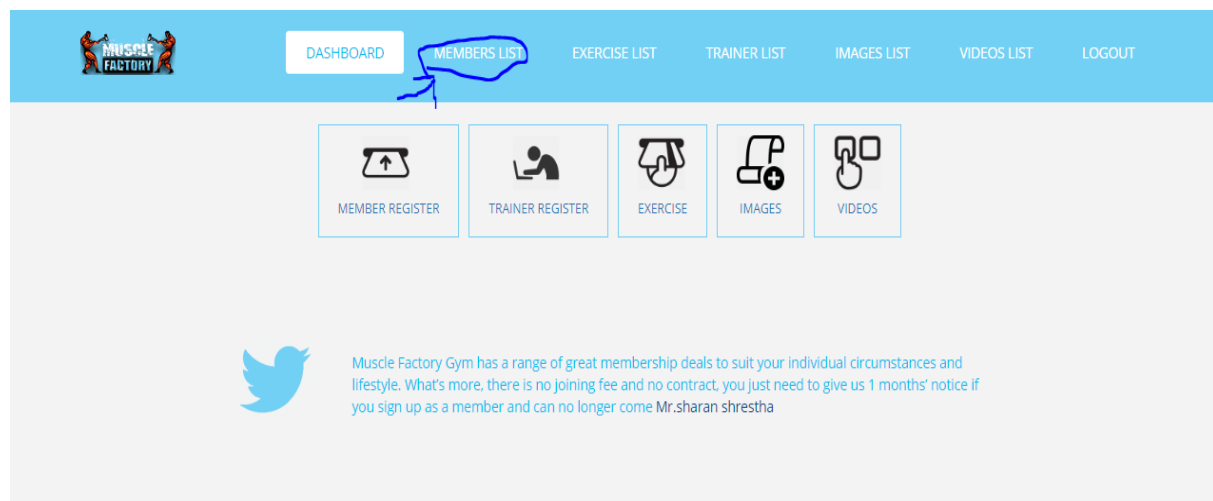 MUSCLE
FACTORY
DASHBOARD MEMBERS LIST EXERCISE LIST TRAINER LIST IMAGES LIST VIDEOS LIST LOGOUT
MEMBER REGISTER TRAINER REGISTER EXERCISE IMAGES VIDEOS
Muscle Factory Gym has a range of great membership deals to suit your individual circumstances and
lifestyle. What's more, there is no joining fee and no contract, you just need to give us 1 months' notice if
you sign up as a member and can no longer come Mr.sharan shrestha